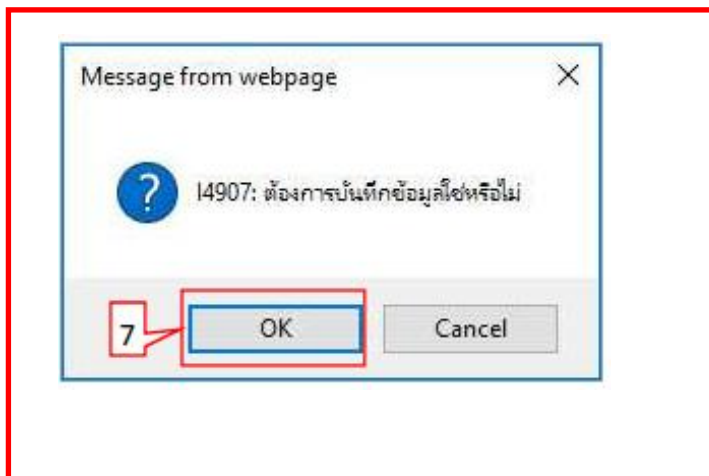 Message from webpage
I4907: ต้องการบันทึกข้อมูลใช่หรือไม่
7
OK
Cancel